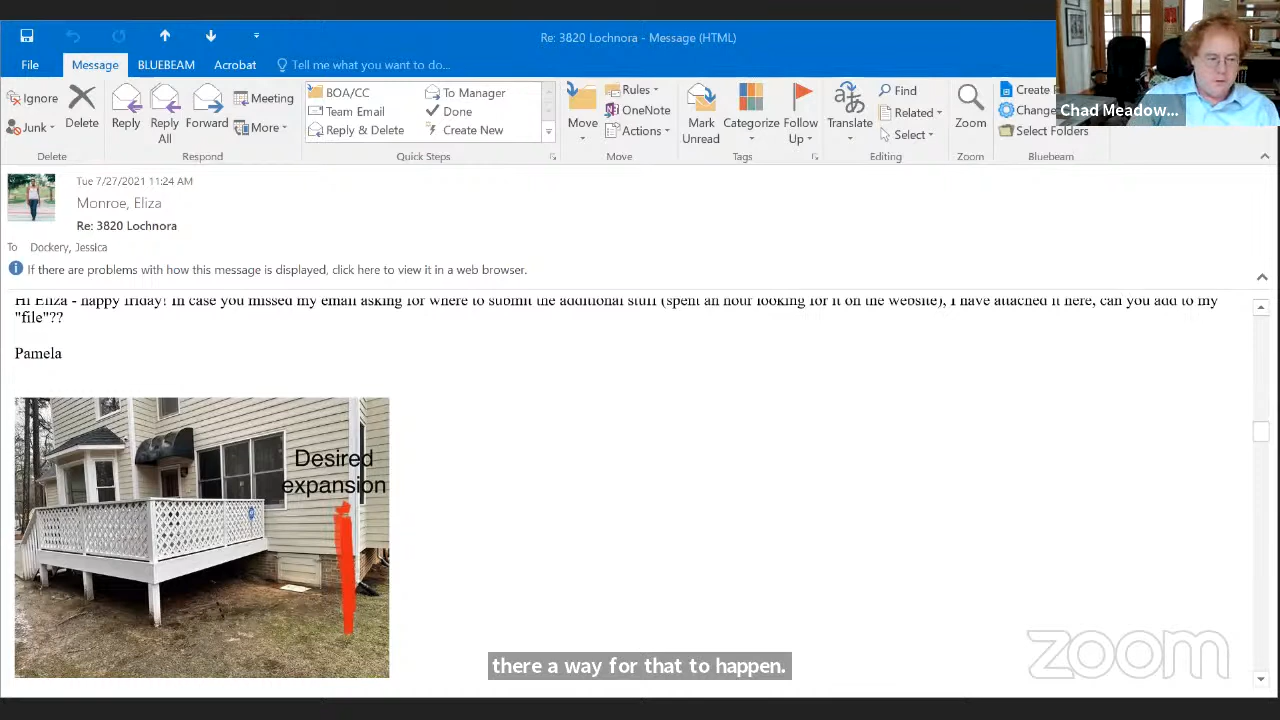 Re: 3820 Lochnora - Message (HTML)
File
Message
BLUEBEAM
Acrobat
Tell me what you want to do...
Ignore
Junk
Delete
Reply
Reply All
Forward
Meeting
More
BOA/CC
Team Email
Reply & Delete
To Manager
Done
Create New
Move
Rules
OneNote
Actions
Mark Unread
Categorize
Follow Up
Translate
Find
Related
Select
Zoom
Create
Change
Select Folders
Delete
Respond
Quick Steps
Move
Tags
Editing
Zoom
Bluebeam
Chad Meadow...
Tue 7/27/2021 11:24 AM
Monroe, Eliza
Re: 3820 Lochnora
To Dockery, Jessica
If there are problems with how this message is displayed, click here to view it in a web browser.
Hi Eliza - happy friday! In case you missed my email asking for where to submit the additional stuff (spent an hour looking for it on the website), I have attached it here, can you add to my
"file"??
Pamela
Desired
expansion
there a way for that to happen.
zoom